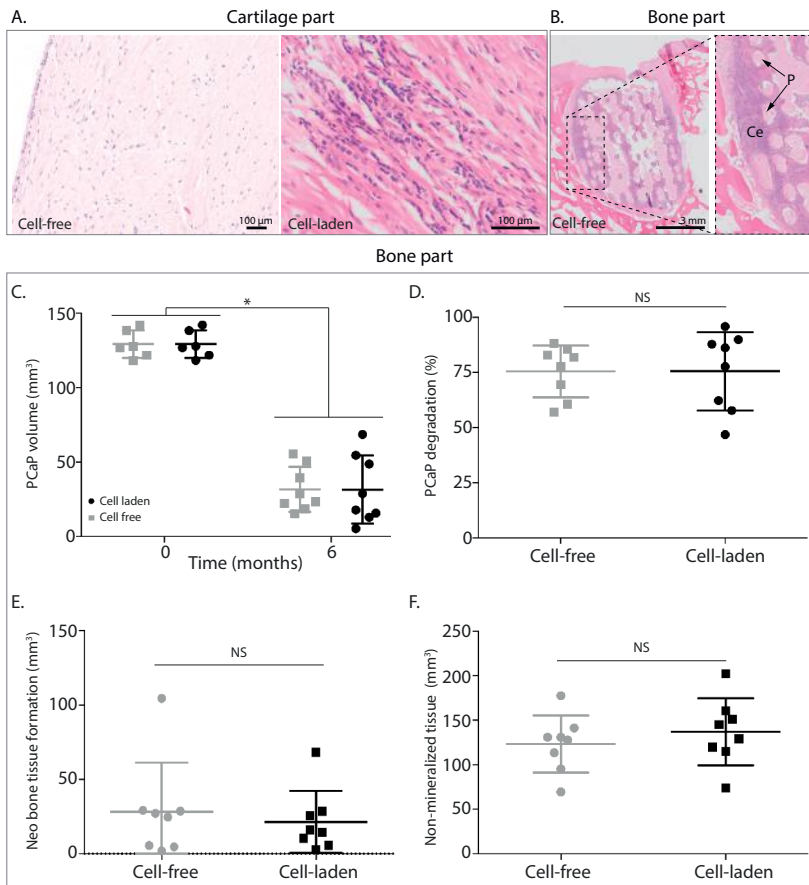 A.
Cartilage part
Cell-free
100 µm
Cell-laden
100 µm
B.
Bone part
P
Ce
Cell-free
3 mm
Bone part
C.
150
*
100
50
0
PCaP volume (mm³)
Cell laden
Cell free
0
6
Time (months)
D.
NS
100
75
50
25
0
PCaP degradation (%)
Cell-free
Cell-laden
E.
150
NS
100
50
0
Neo bone tissue formation (mm³)
Cell-free
Cell-laden
F.
250
NS
200
150
100
50
0
Non-mineralized tissue (mm³)
Cell-free
Cell-laden